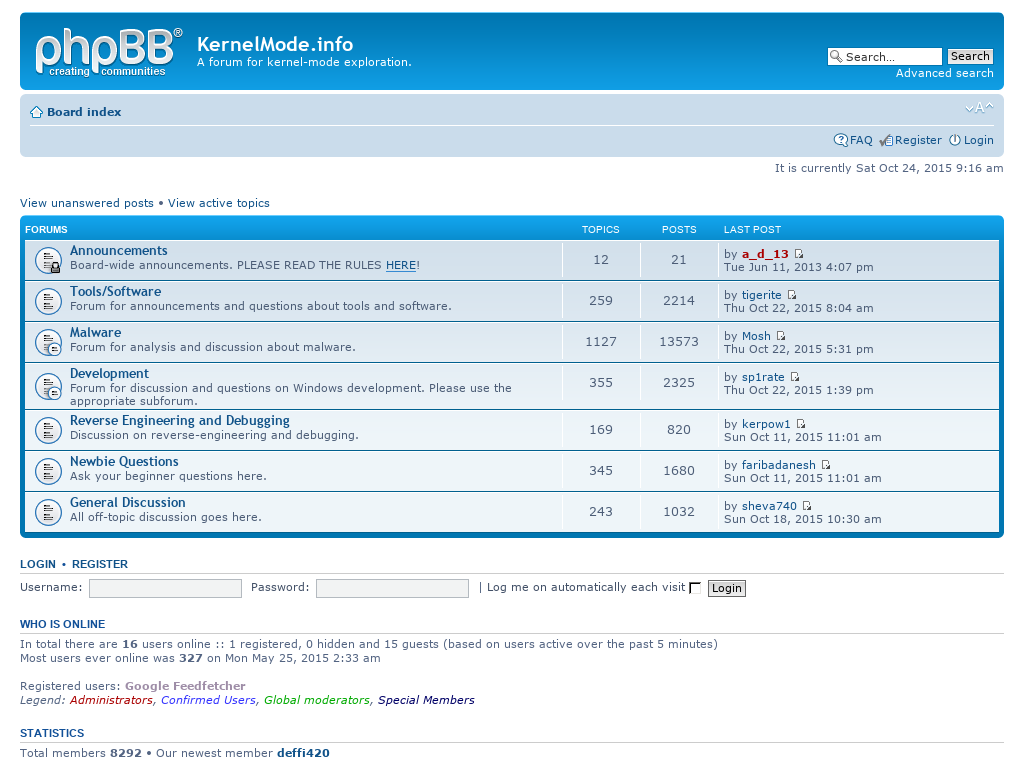 phpBB®
creating communities
KernelMode.info
A forum for kernel-mode exploration.
Search... Search
Advanced search
Board index
A
FAQ Register Login
It is currently Sat Oct 24, 2015 9:16 am
View unanswered posts • View active topics
FORUMS TOPICS POSTS LAST POST
Announcements
Board-wide announcements. PLEASE READ THE RULES HERE!
12 21
by a_d_13
Tue Jun 11, 2013 4:07 pm
Tools/Software
Forum for announcements and questions about tools and software.
259 2214
by tigerite
Thu Oct 22, 2015 8:04 am
Malware
Forum for analysis and discussion about malware.
1127 13573
by Mosh
Thu Oct 22, 2015 5:31 pm
Development
Forum for discussion and questions on Windows development. Please use the
appropriate subforum.
355 2325
by sp1rate
Thu Oct 22, 2015 1:39 pm
Reverse Engineering and Debugging
Discussion on reverse-engineering and debugging.
169 820
by kerpow1
Sun Oct 11, 2015 11:01 am
Newbie Questions
Ask your beginner questions here.
345 1680
by faribadanesh
Sun Oct 11, 2015 11:01 am
General Discussion
All off-topic discussion goes here.
243 1032
by sheva740
Sun Oct 18, 2015 10:30 am
LOGIN • REGISTER
Username: Password: | Log me on automatically each visit Login
WHO IS ONLINE
In total there are 16 users online :: 1 registered, 0 hidden and 15 guests (based on users active over the past 5 minutes)
Most users ever online was 327 on Mon May 25, 2015 2:33 am
Registered users: Google Feedfetcher
Legend: Administrators, Confirmed Users, Global moderators, Special Members
STATISTICS
Total members 8292 • Our newest member deffi420